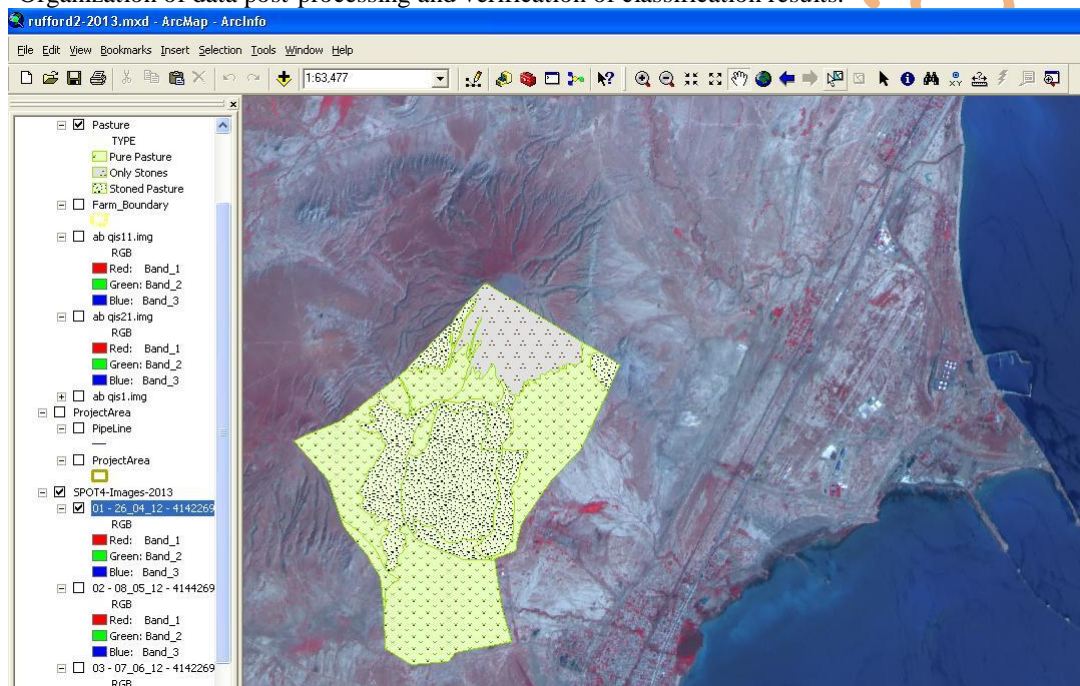 Organization of data post-processing and verification of classification results.
rufford2-2013.mxd - ArcMap - ArcInfo
File Edit View Bookmarks Insert Selection Tools Window Help
1:63,477
Pasture
TYPE
Pure Pasture
Only Stones
Stoned Pasture
Farm_Boundary
ab qis11.img
RGB
Red: Band_1
Green: Band_2
Blue: Band_3
ab qis21.img
RGB
Red: Band_1
Green: Band_2
Blue: Band_3
ab qis1.img
ProjectArea
PipeLine
ProjectArea
SPOT4-Images-2013
01 - 26_04_12 - 4142269
RGB
Red: Band_1
Green: Band_2
Blue: Band_3
02 - 08_05_12 - 4144269
RGB
Red: Band_1
Green: Band_2
Blue: Band_3
03 - 07_06_12 - 4142269
RGB